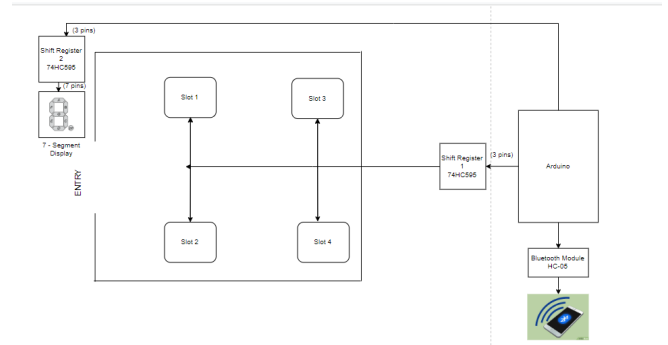 (3 pins)
Shift Register
2
74HC595
(7 pins)
7 - Segment
Display
ENTRY
Slot 1
Slot 3
Slot 2
Slot 4
Shift Register
1
74HC595
(3 pins)
Arduino
Bluetooth Module
HC-05